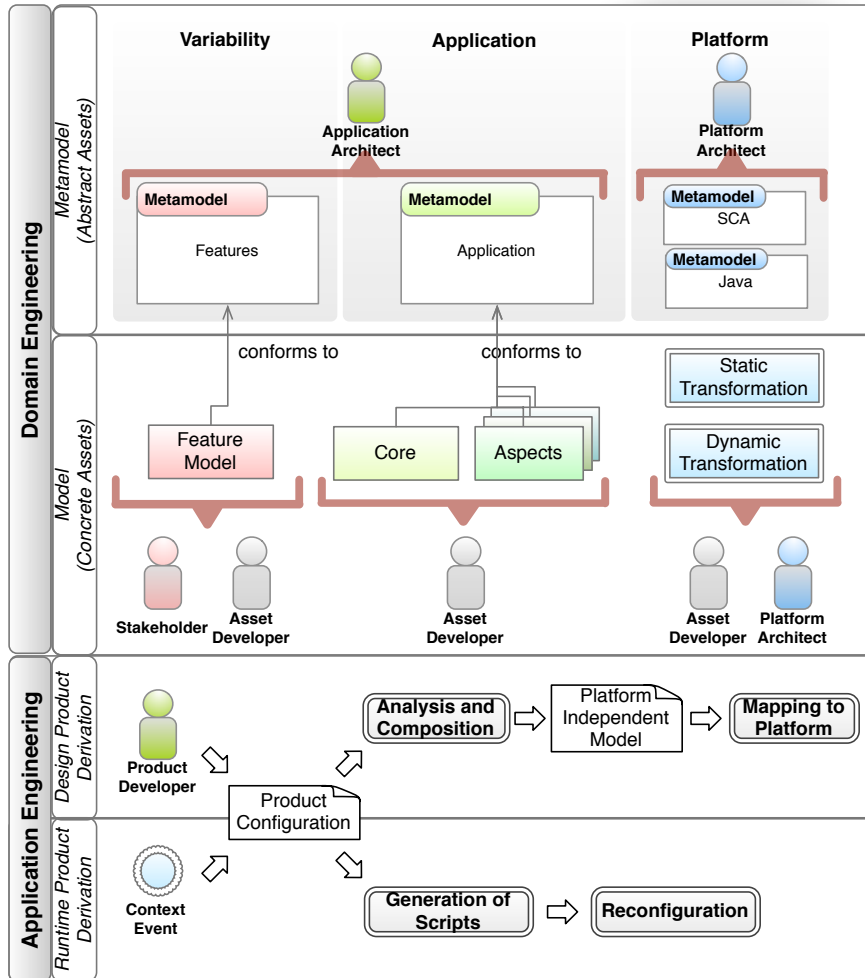 Domain Engineering
Metamodel
(Abstract Assets)
Variability
Application
Platform
Application
Architect
Platform
Architect
Metamodel
Features
Metamodel
Application
Metamodel
SCA
Metamodel
Java
conforms to
conforms to
Model
(Concrete Assets)
Feature
Model
Core
Aspects
Static
Transformation
Dynamic
Transformation
Stakeholder
Asset
Developer
Asset
Developer
Asset
Developer
Platform
Architect
Application Engineering
Design Product
Derivation
Product
Developer
Product
Configuration
Analysis and
Composition
Platform
Independent
Model
Mapping to
Platform
Runtime Product
Derivation
Context
Event
Generation of
Scripts
Reconfiguration